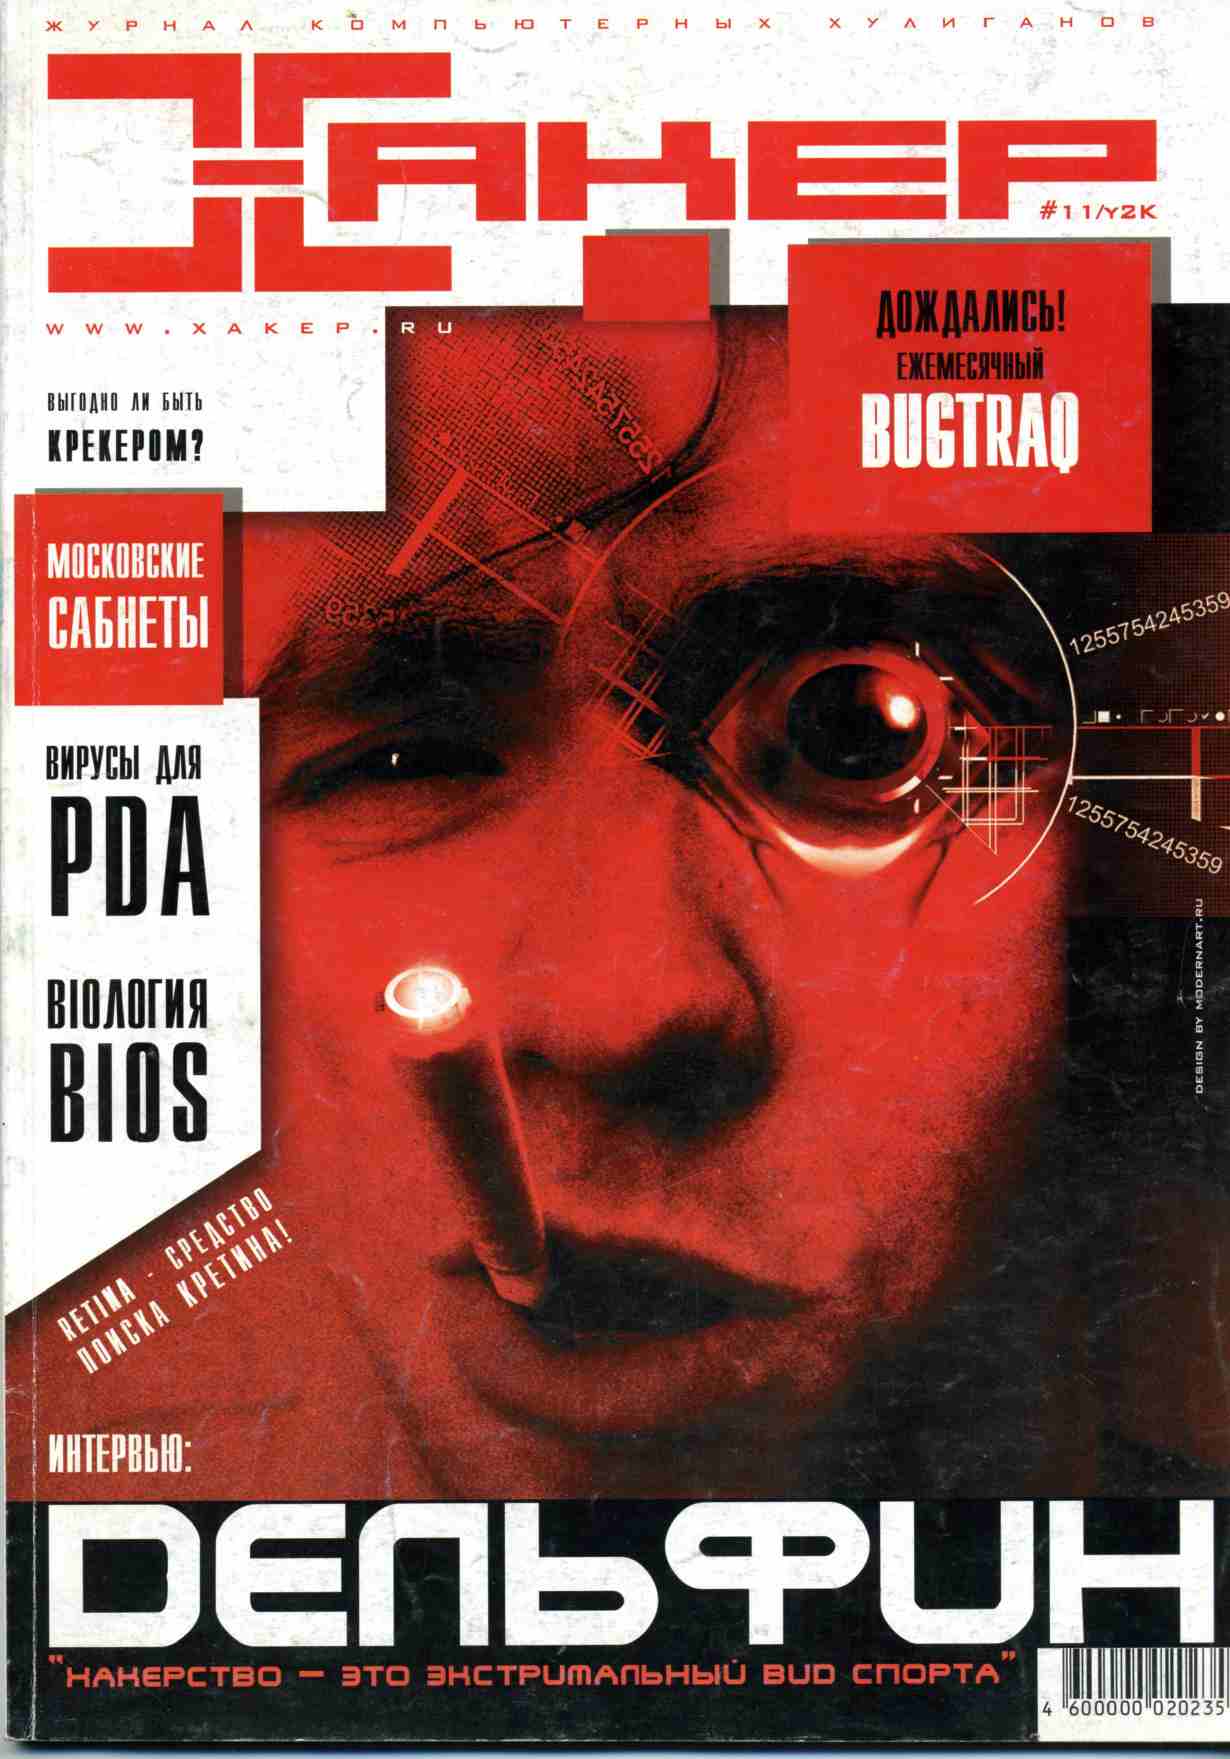 ЖУРНАЛ КОМПЬЮТЕРНЫХ ХУЛИГАНОВ
ХАКЕР
#11/Y2K
WWW.XAKEP.RU
ДОЖДАЛИСЬ!
ЕЖЕМЕСЯЧНЫЙ
BUGTRAQ
ВЫГОДНО ЛИ БЫТЬ
КРЕКЕРОМ?
МОСКОВСКИЕ
САБНЕТЫ
1255754245359
1255754245359
ВИРУСЫ ДЛЯ
PDA
BIOЛОГИЯ
BIOS
DESIGN BY MODERNART.RU
RETINA - СРЕДСТВО
ПОИСКА КРЕТИНА!
ИНТЕРВЬЮ:
ДЕЛЬФИН
"ХАКЕРСТВО — ЭТО ЭКСТРИМАЛЬНЫЙ ВИД СПОРТА"
4 600000 020235